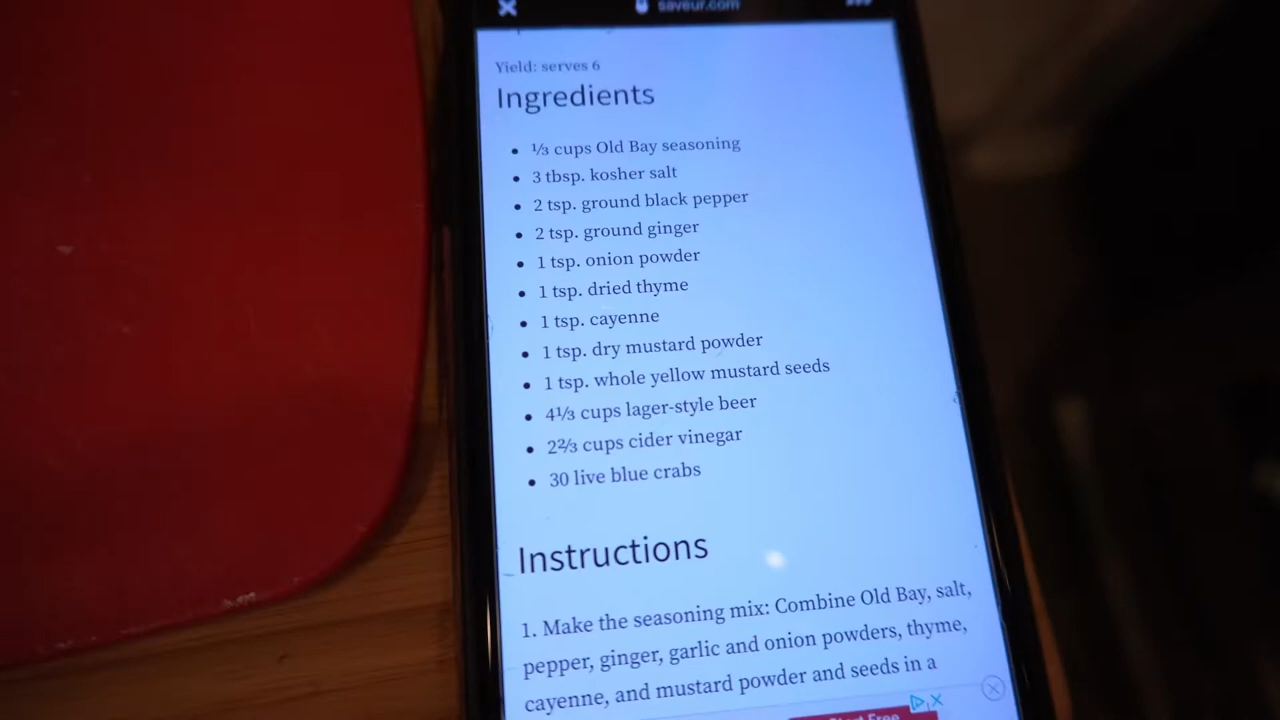 saveur.com
Yield: serves 6
Ingredients
• ⅓ cups Old Bay seasoning
• 3 tbsp. kosher salt
• 2 tsp. ground black pepper
• 2 tsp. ground ginger
• 1 tsp. onion powder
• 1 tsp. dried thyme
• 1 tsp. cayenne
• 1 tsp. dry mustard powder
• 1 tsp. whole yellow mustard seeds
• 4⅓ cups lager-style beer
• 2⅔ cups cider vinegar
• 30 live blue crabs
Instructions
1. Make the seasoning mix: Combine Old Bay, salt,
pepper, ginger, garlic and onion powders, thyme,
cayenne, and mustard powder and seeds in a
Start Free